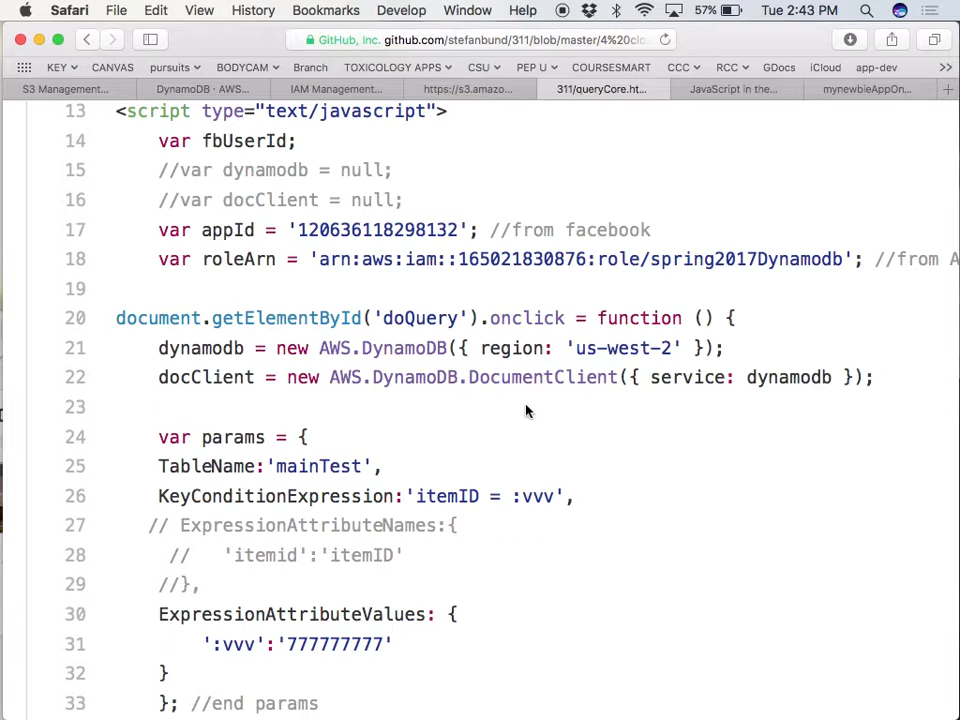 Safari File Edit View History Bookmarks Develop Window Help 57% Tue 2:43 PM
GitHub, Inc. github.com/stefanbund/311/blob/master/4%20clo
KEY CANVAS pursuits BODYCAM Branch TOXICOLOGY APPS CSU PEP U COURSESMART CCC RCC GDocs iCloud app-dev
S3 Management... DynamoDB · AWS... IAM Management... https://s3.amazo... 311/queryCore.ht... JavaScript in the... mynewbieAppOn...
13 <script type="text/javascript">
14 var fbUserId;
15 //var dynamodb = null;
16 //var docClient = null;
17 var appId = '120636118298132'; //from facebook
18 var roleArn = 'arn:aws:iam::165021830876:role/spring2017Dynamodb'; //from A
19
20 document.getElementById('doQuery').onclick = function () {
21 dynamodb = new AWS.DynamoDB({ region: 'us-west-2' });
22 docClient = new AWS.DynamoDB.DocumentClient({ service: dynamodb });
23
24 var params = {
25 TableName:'mainTest',
26 KeyConditionExpression:'itemID = :vvv',
27 // ExpressionAttributeNames:{
28 // 'itemid':'itemID'
29 //},
30 ExpressionAttributeValues: {
31 ':vvv':'777777777'
32 }
33 }; //end params